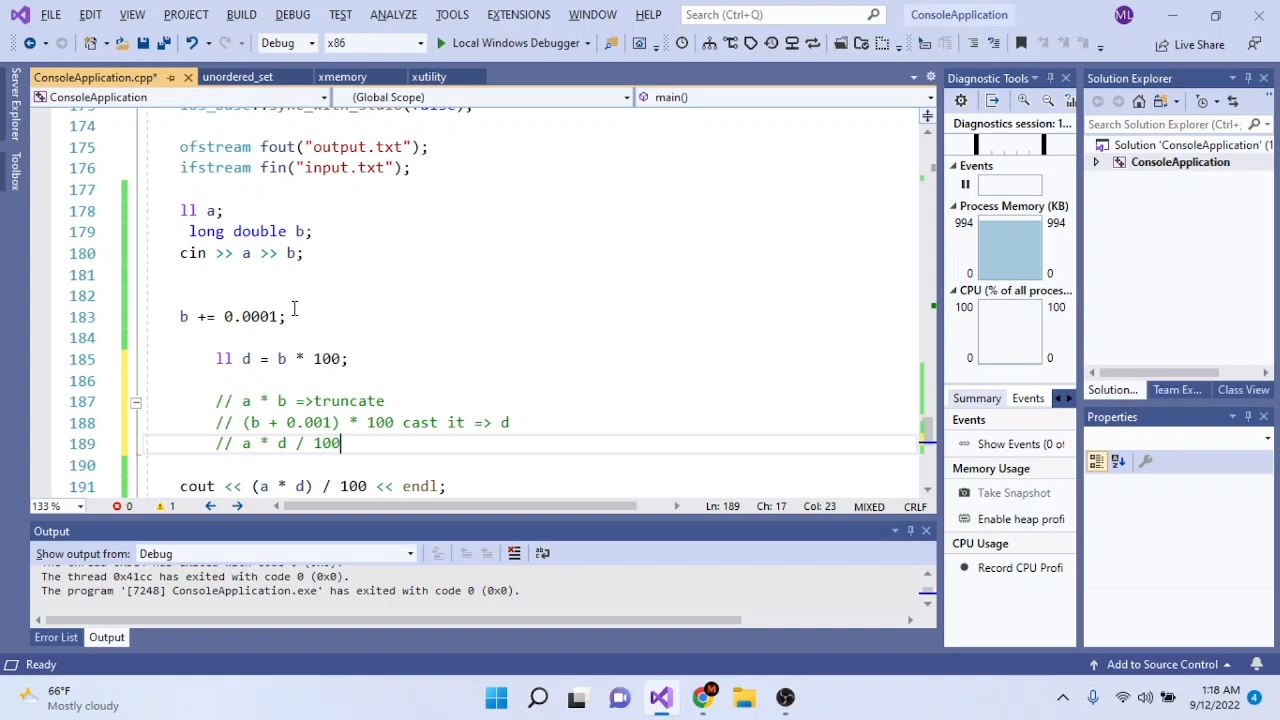 FILE EDIT VIEW PROJECT BUILD DEBUG TEST ANALYZE TOOLS EXTENSIONS WINDOW HELP Search (Ctrl+Q) ConsoleApplication ML
Debug x86 Local Windows Debugger Live Share
Server Explorer
Toolbox
ConsoleApplication.cpp* unordered_set xmemory xutility
ConsoleApplication (Global Scope) main()
174
175 ofstream fout("output.txt");
176 ifstream fin("input.txt");
177
178 ll a;
179 long double b;
180 cin >> a >> b;
181
182
183 b += 0.0001;
184
185 ll d = b * 100;
186
187 // a * b =>truncate
188 // (b + 0.001) * 100 cast it => d
189 // a * d / 100
190
191 cout << (a * d) / 100 << endl;
133 % 0 1 Ln: 189 Ch: 17 Col: 23 MIXED CRLF
Output
Show output from: Debug
The thread 0x41cc has exited with code 0 (0x0).
The program '[7248] ConsoleApplication.exe' has exited with code 0 (0x0).
Error List Output
Diagnostic Tools
Diagnostics session: 1...
Events
Process Memory (KB)
994 994
0 0
CPU (% of all proces...
100 100
0 0
Summary Events
Events
Show Events (0 of
Memory Usage
Take Snapshot
Enable heap profi
CPU Usage
Record CPU Profi
Solution Explorer
Search Solution Explorer (Ctrl+;
Solution 'ConsoleApplication' (1
ConsoleApplication
Solution... Team Ex... Class View
Properties
Ready Add to Source Control
66°F
Mostly cloudy
M
1:18 AM
9/12/2022
4